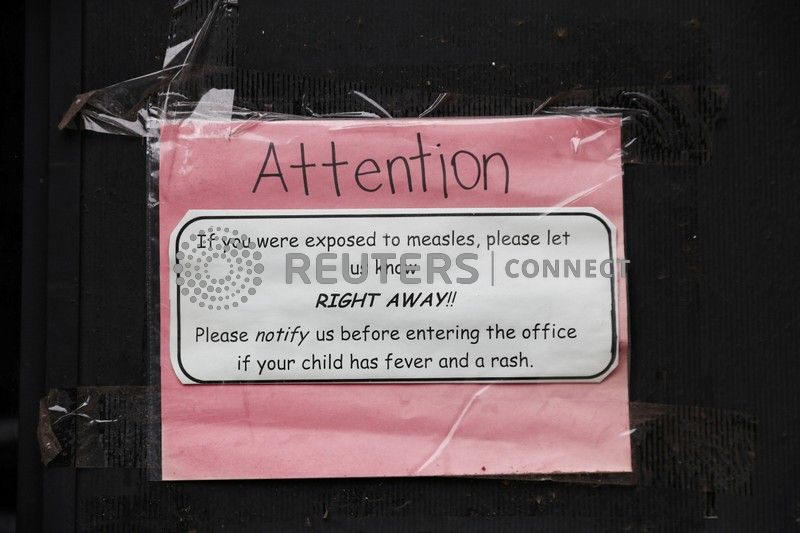 Attention
If you were exposed to measles, please let
us know
RIGHT AWAY!!
Please notify us before entering the office
if your child has fever and a rash.
REUTERS | CONNECT